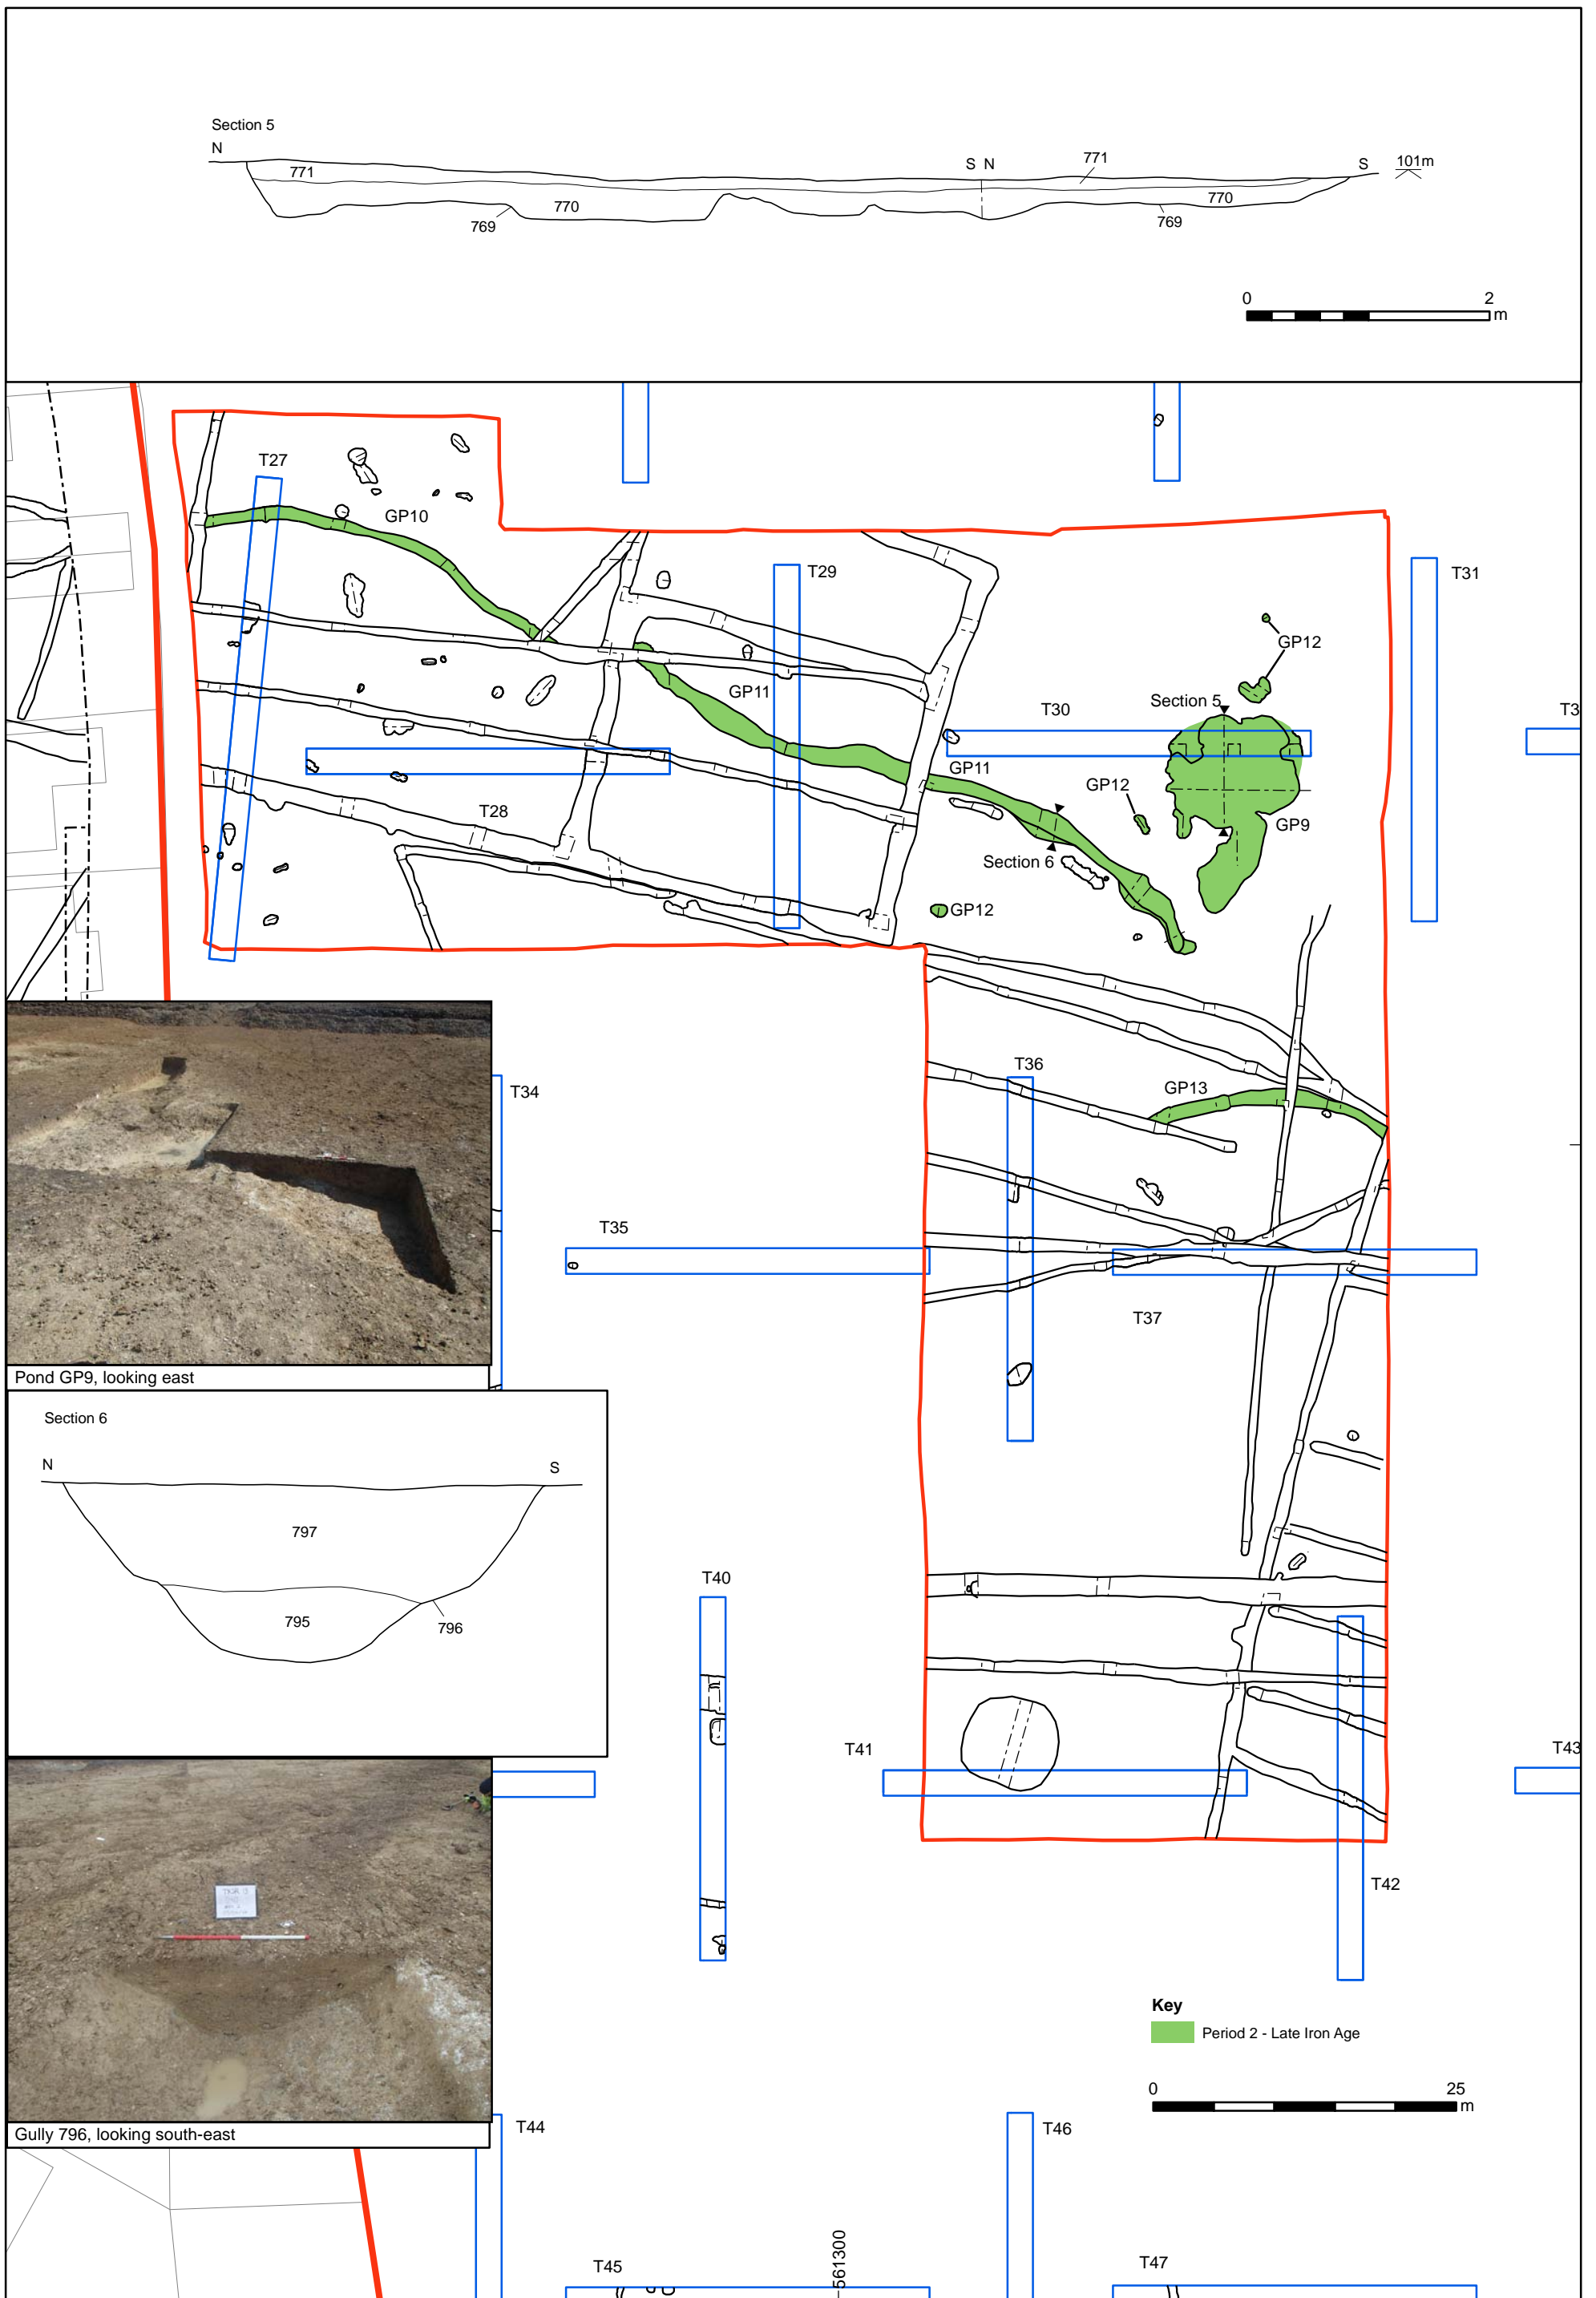 Section 5
N
771
S N
771
S
101m
770
770
769
769
0 2
m
T27
GP10
T29
T31
GP12
GP11
Section 5
T30
T3
GP11
GP12
GP9
T28
Section 6
GP12
T36
GP13
T34
T35
T37
Pond GP9, looking east
Section 6
N S
797
795
796
T40
T41
T43
T42
Key
Period 2 - Late Iron Age
0 25
m
Gully 796, looking south-east
T44
T46
561300
T45
T47